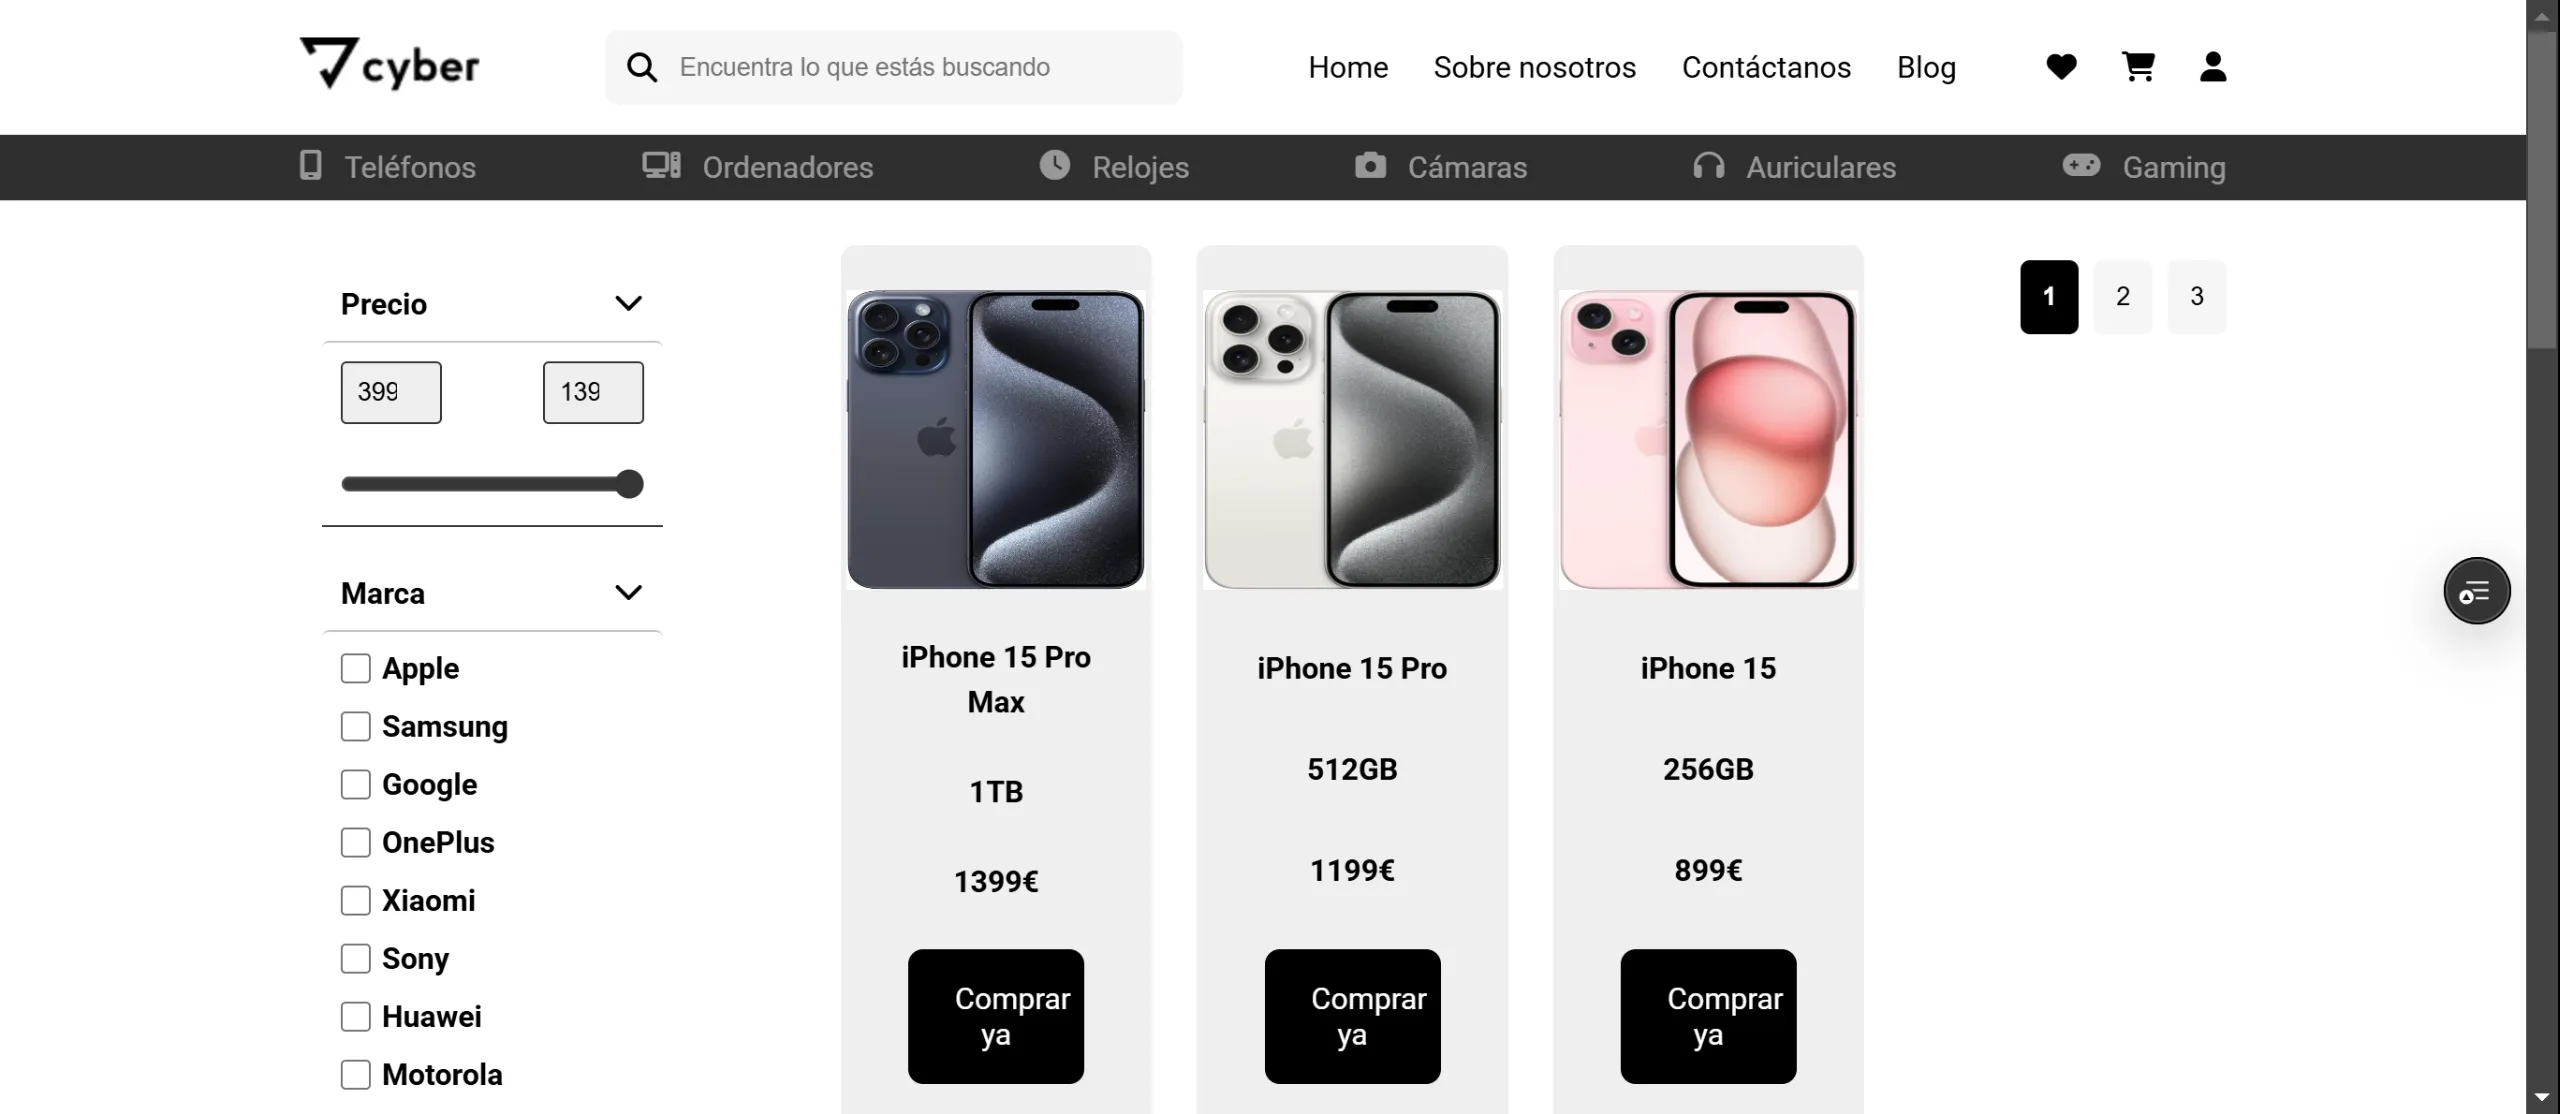 cyber
Encuentra lo que estás buscando
Home
Sobre nosotros
Contáctanos
Blog
Teléfonos
Ordenadores
Relojes
Cámaras
Auriculares
Gaming
Precio
399
139
Marca
Apple
Samsung
Google
OnePlus
Xiaomi
Sony
Huawei
Motorola
iPhone 15 Pro
Max
1TB
1399€
Comprar
ya
iPhone 15 Pro
512GB
1199€
Comprar
ya
iPhone 15
256GB
899€
Comprar
ya
1
2
3